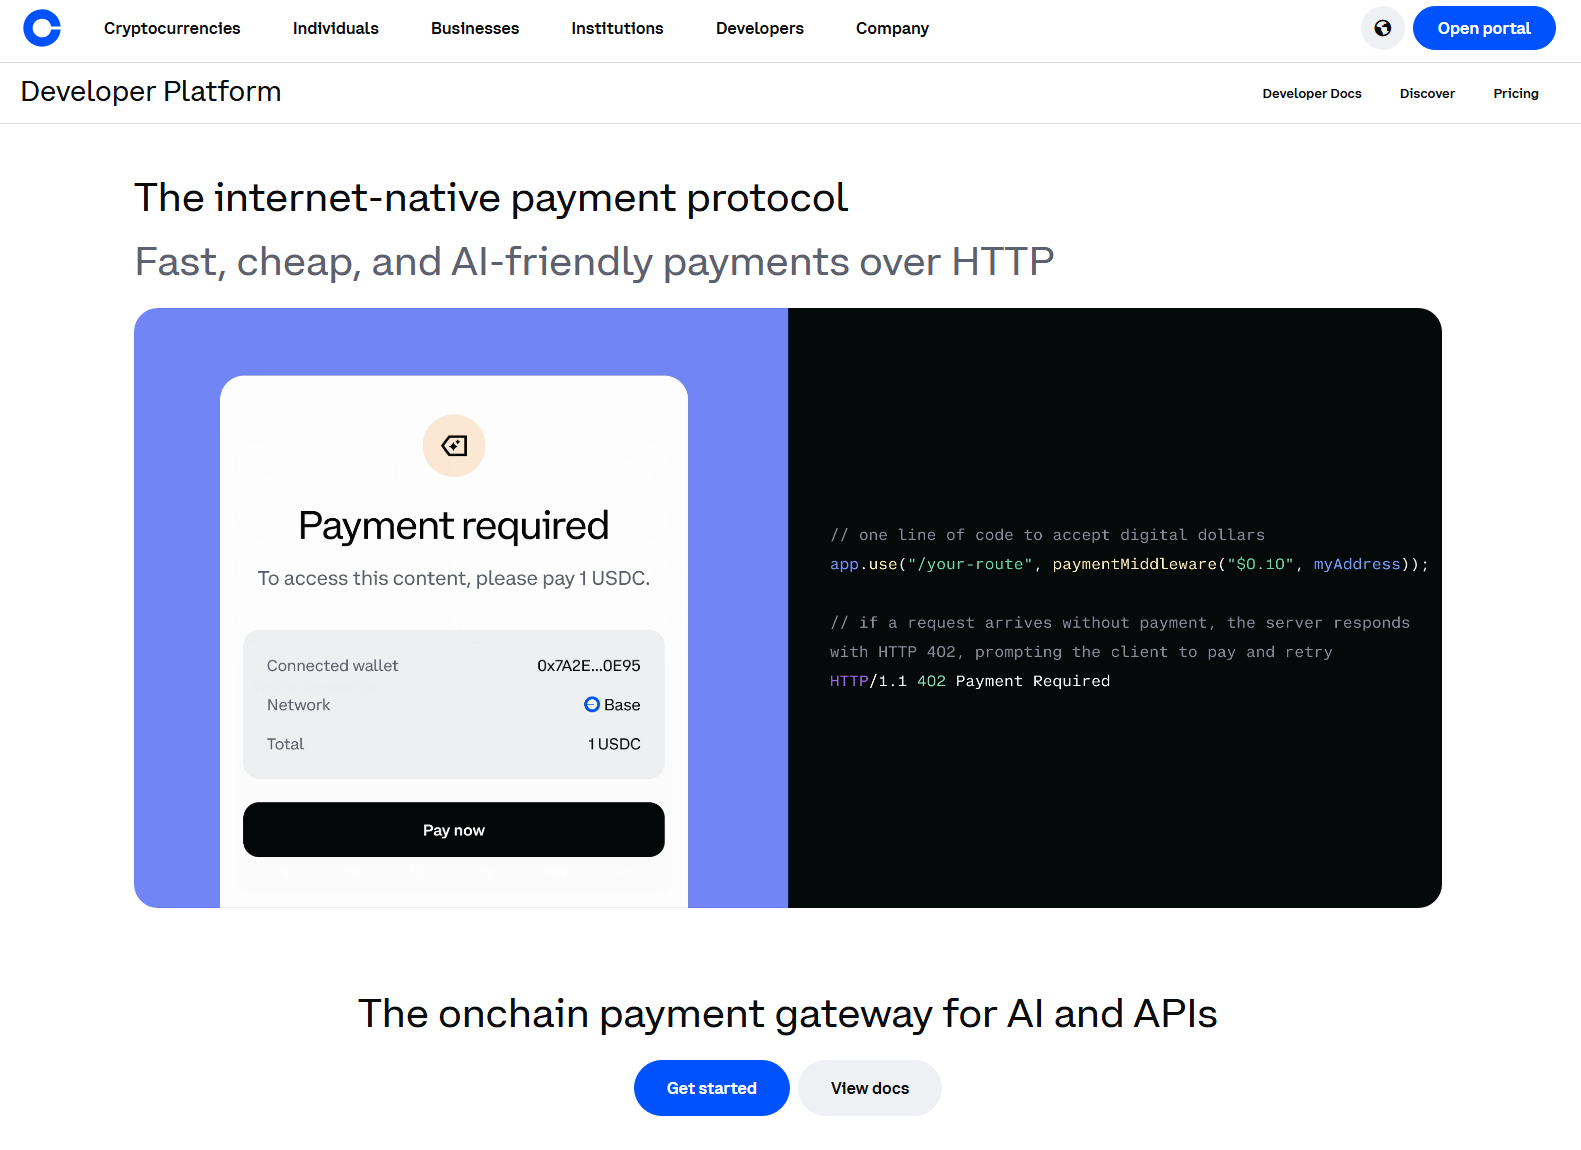 Cryptocurrencies Individuals Businesses Institutions Developers Company Open portal
Developer Platform Developer Docs Discover Pricing
The internet-native payment protocol
Fast, cheap, and AI-friendly payments over HTTP
Payment required
To access this content, please pay 1 USDC.
Connected wallet 0x7A2E...0E95
Network Base
Total 1 USDC
Pay now
// one line of code to accept digital dollars
app.use("/your-route", paymentMiddleware("$0.10", myAddress));
// if a request arrives without payment, the server responds
with HTTP 402, prompting the client to pay and retry
HTTP/1.1 402 Payment Required
The onchain payment gateway for AI and APIs
Get started View docs